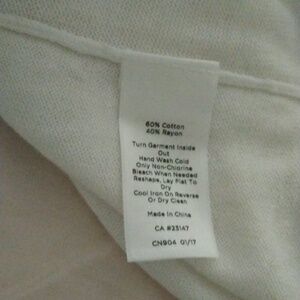 60% Cotton
40% Rayon
Turn Garment Inside
Out
Hand Wash Cold
Only Non-Chlorine
Bleach When Needed
Reshape, Lay Flat To
Dry
Cool Iron On Reverse
Or Dry Clean
Made In China
CA #23147
CN904 01/17